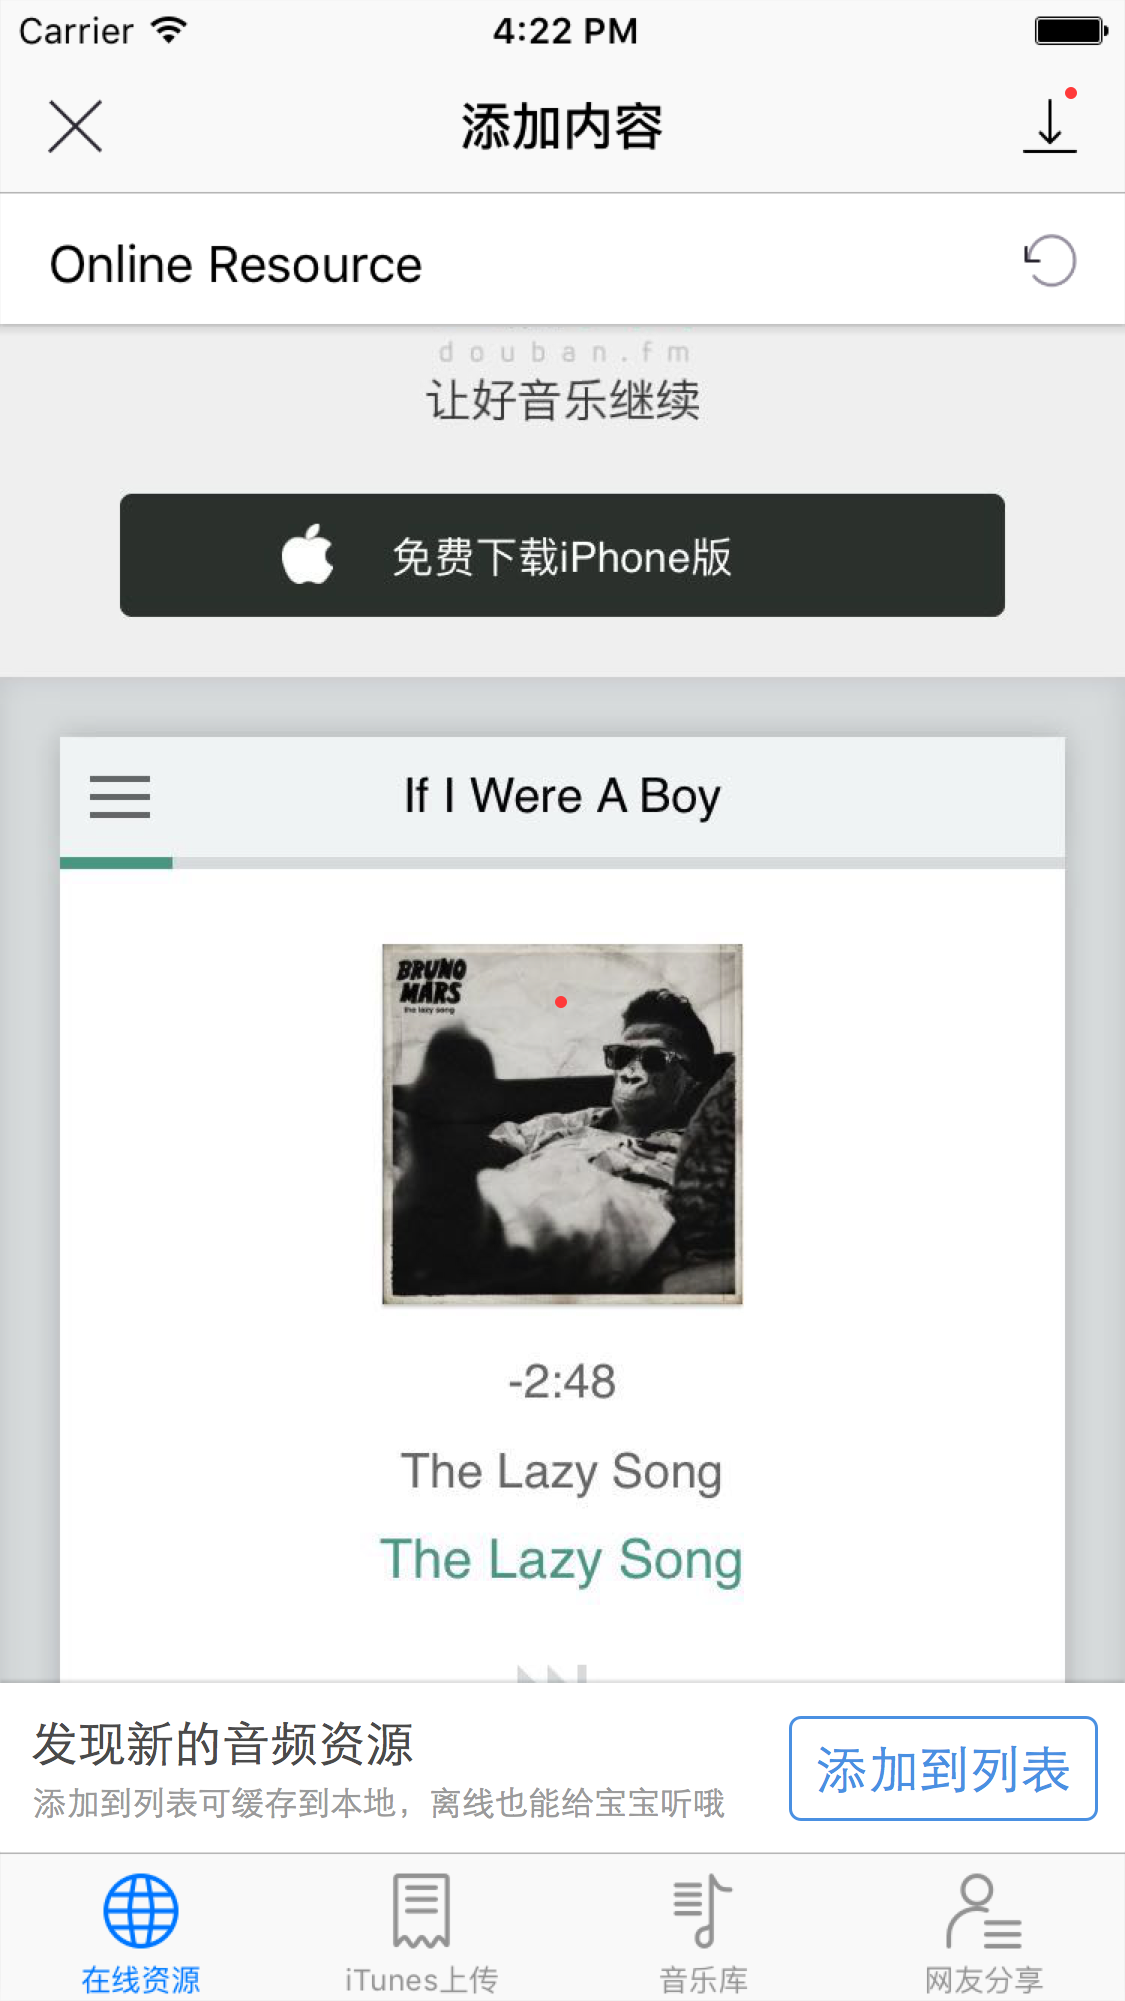 Carrier 4:22 PM
添加内容
Online Resource
douban.fm
让好音乐继续
免费下载iPhone版
If I Were A Boy
BRUNO
MARS
the lazy song
-2:48
The Lazy Song
The Lazy Song
发现新的音频资源
添加到列表可缓存到本地，离线也能给宝宝听哦
添加到列表
在线资源 iTunes上传 音乐库 网友分享